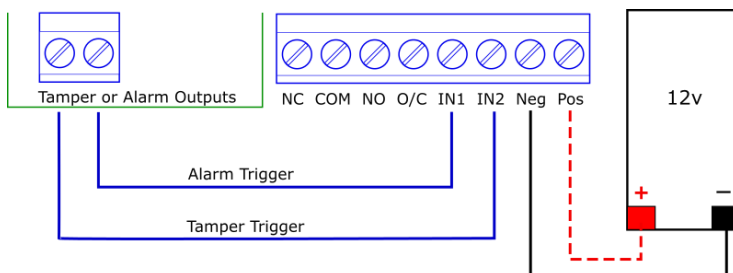 Tamper or Alarm Outputs
NC COM NO O/C IN1 IN2 Neg Pos
12v
+ −
Alarm Trigger
Tamper Trigger